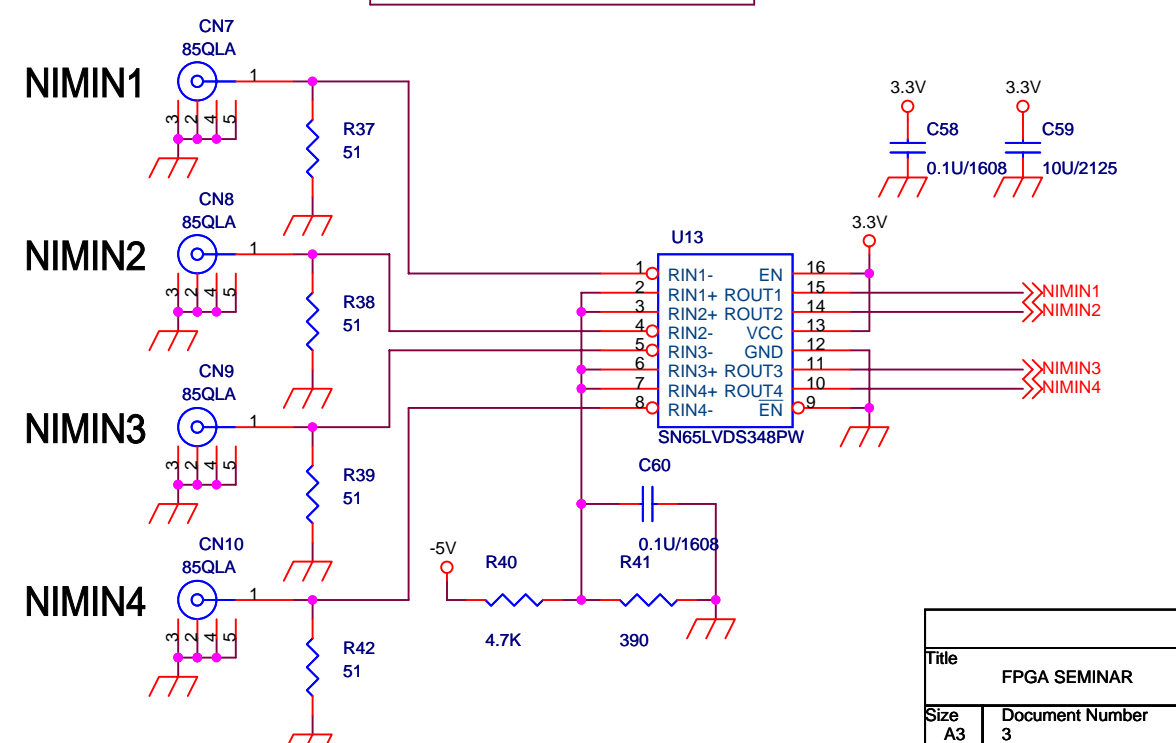 CN7
85QLA
NIMIN1
1
3
2
4
5
R37
51
CN8
85QLA
NIMIN2
1
3
2
4
5
R38
51
CN9
85QLA
NIMIN3
1
3
2
4
5
R39
51
CN10
85QLA
NIMIN4
1
3
2
4
5
R42
51
3.3V
C58
0.1U/1608
3.3V
C59
10U/2125
3.3V
U13
1 RIN1- EN 16
2 RIN1+ ROUT1 15 NIMIN1
3 RIN2+ ROUT2 14 NIMIN2
4 RIN2- VCC 13
5 RIN3- GND 12
6 RIN3+ ROUT3 11 NIMIN3
7 RIN4+ ROUT4 10 NIMIN4
8 RIN4- EN 9
SN65LVDS348PW
C60
0.1U/1608
-5V
R40
4.7K
R41
390
Title
FPGA SEMINAR
Size
A3
Document Number
3